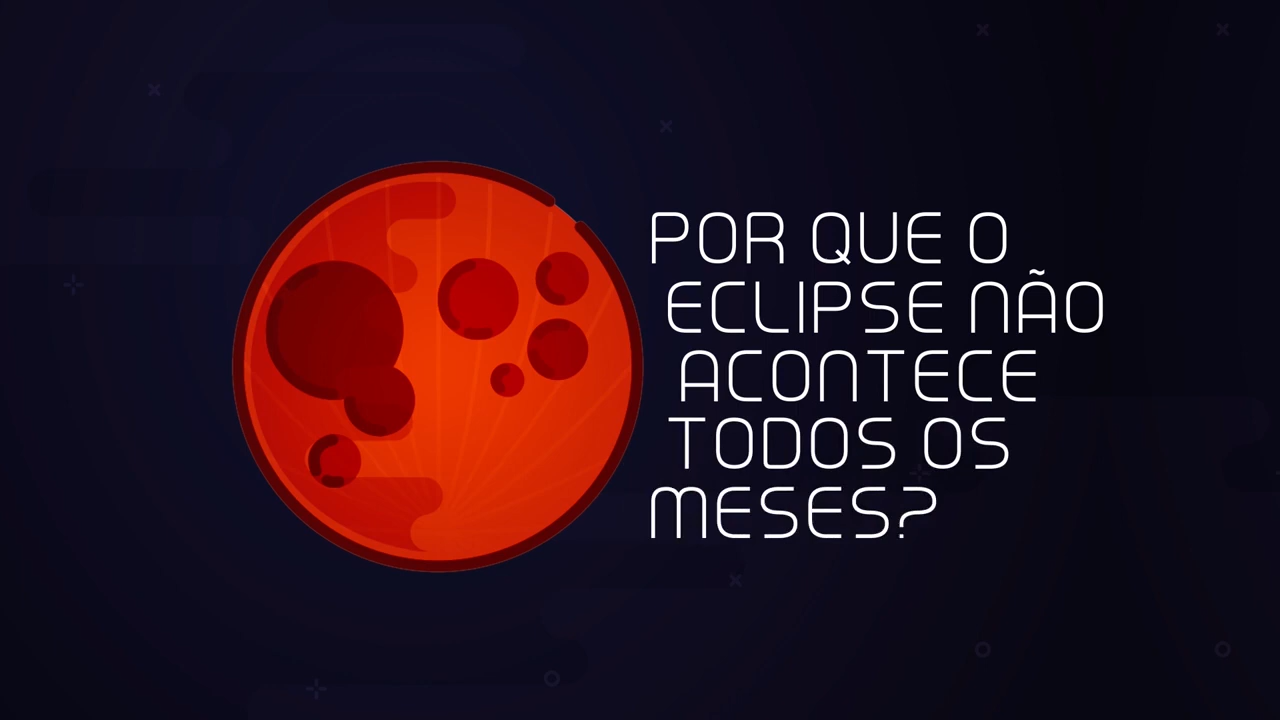 POR QUE O
ECLIPSE NÃO
ACONTECE
TODOS OS
MESES?